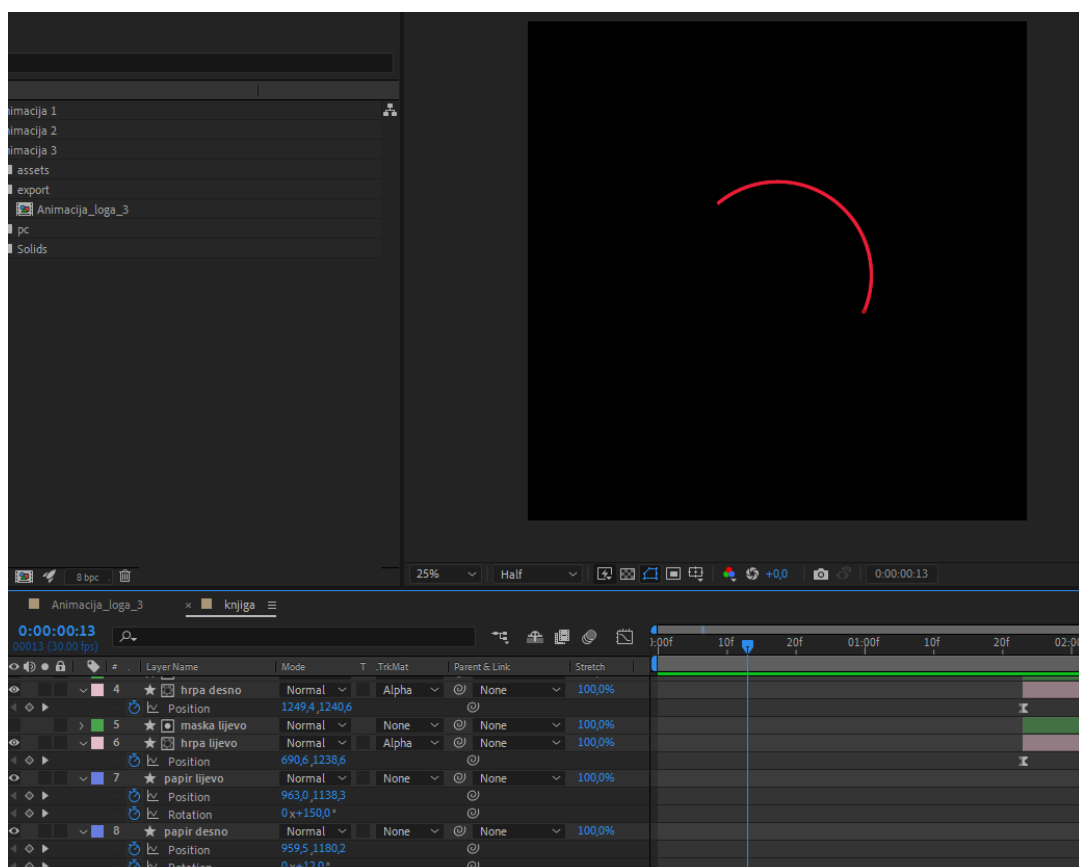 imacija 1
imacija 2
imacija 3
assets
export
Animacija_loga_3
pc
Solids
8 bpc
25% Half +0,0 0:00:00:13
Animacija_loga_3 × knjiga
0:00:00:13
00013 (30.00 fps)
:00f 10f 20f 01:00f 10f 20f 02:00
# Layer Name Mode T .TrkMat Parent & Link Stretch
4 hrpa desno Normal Alpha None 100,0%
Position 1249,4,1240,6
5 maska lijevo Normal None None 100,0%
6 hrpa lijevo Normal Alpha None 100,0%
Position 690,6,1238,6
7 papir lijevo Normal None None 100,0%
Position 963,0,1138,3
Rotation 0x+150,0°
8 papir desno Normal None None 100,0%
Position 959,5,1180,2
Rotation 0x+12,0°